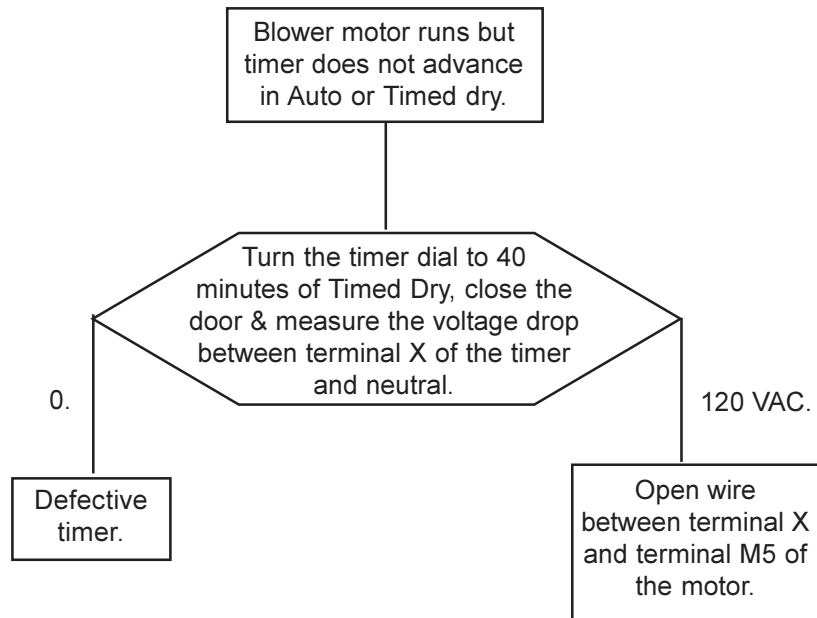 Blower motor runs but
timer does not advance
in Auto or Timed dry.
Turn the timer dial to 40
minutes of Timed Dry, close the
door & measure the voltage drop
between terminal X of the timer
and neutral.
0.
120 VAC.
Defective
timer.
Open wire
between terminal X
and terminal M5 of
the motor.